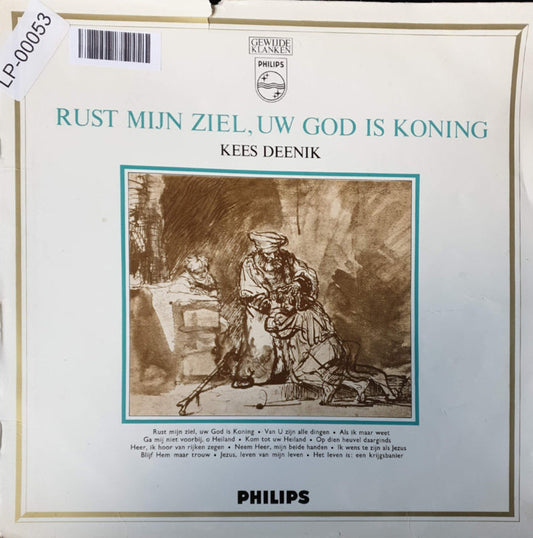 LP-00053
GEWIJDE
KLANKEN
PHILIPS
RUST MIJN ZIEL, UW GOD IS KONING
KEES DEENIK
Rust mijn ziel, uw God is Koning • Van U zijn alle dingen • Als ik maar weet
Ga mij niet voorbij, o Heiland • Kom tot uw Heiland • Op dien heuvel daarginds
Heer, ik hoor van rijken zegen • Neem Heer, mijn beide handen • Ik wens te zijn als Jezus
Blijf Hem maar trouw • Jezus, leven van mijn leven • Het leven is: een krijgsbanier
PHILIPS